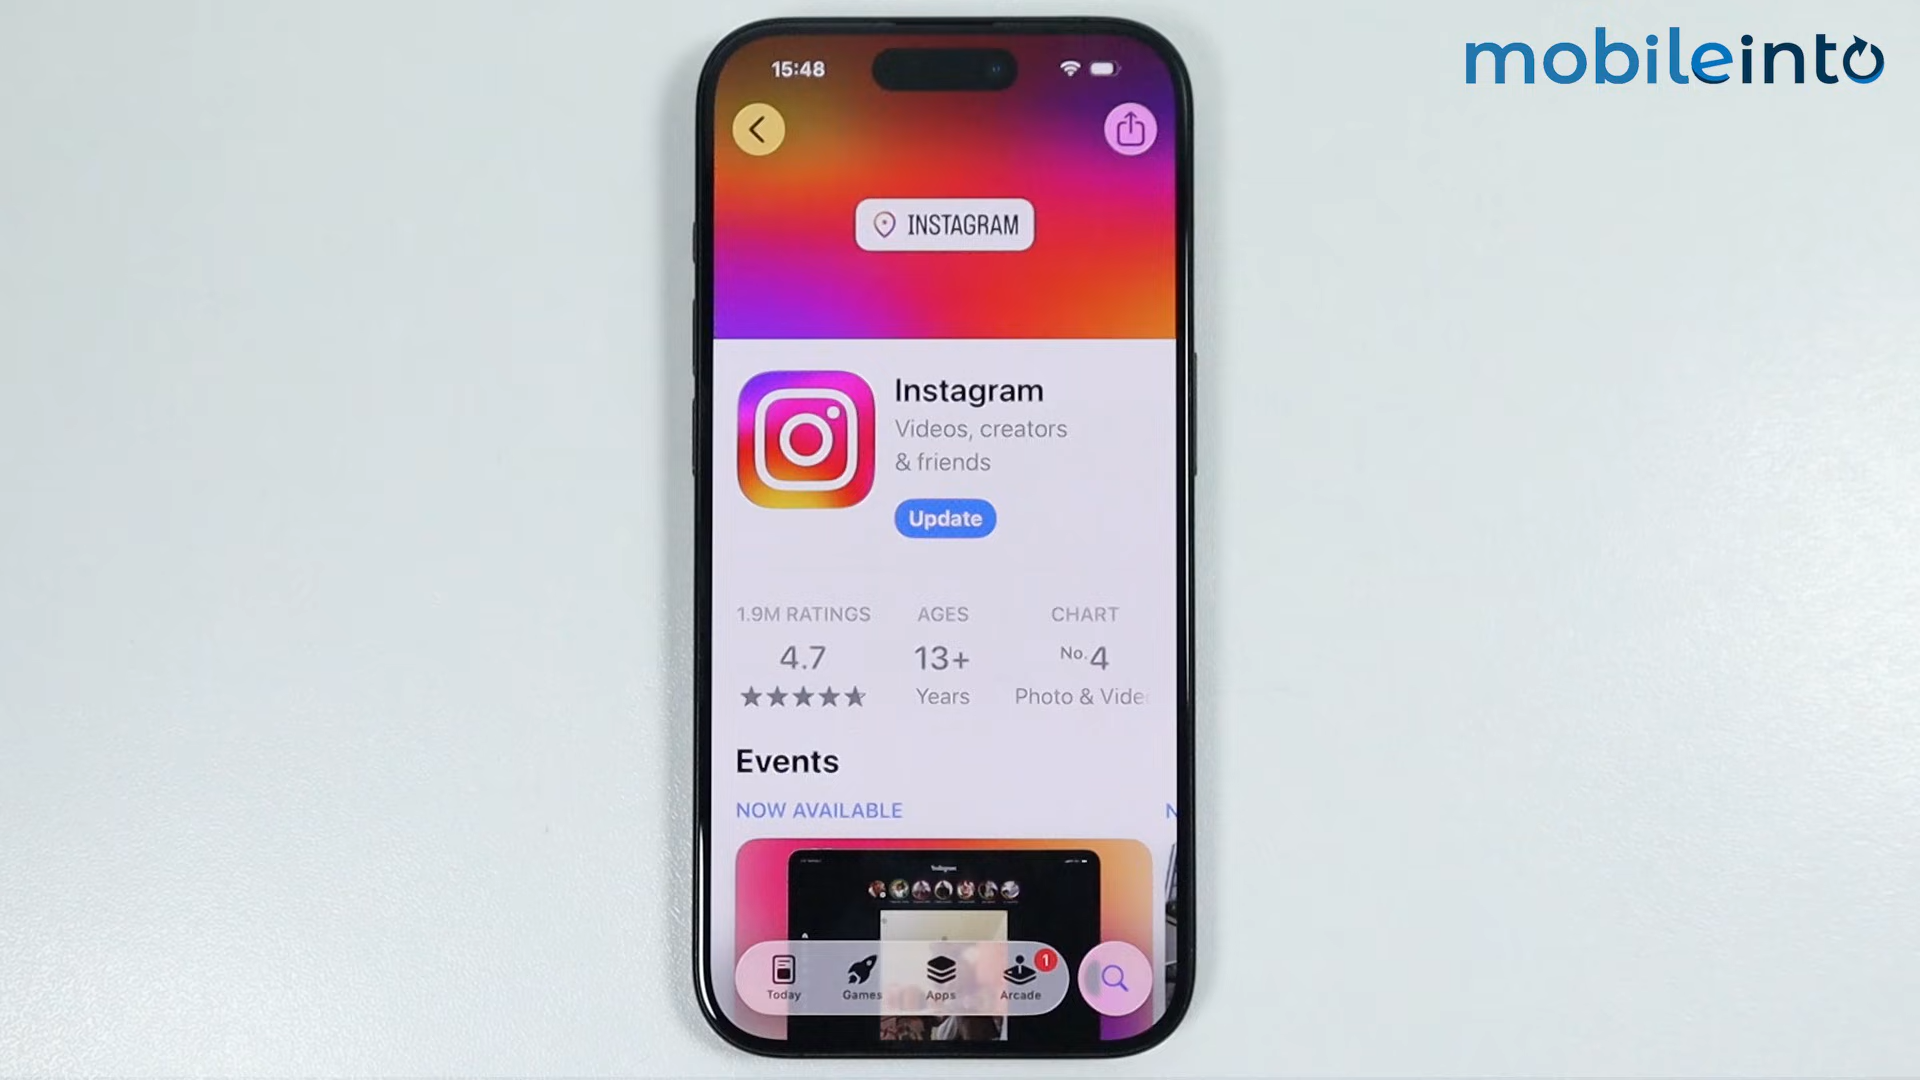 mobileinto
15:48
INSTAGRAM
Instagram
Videos, creators
& friends
Update
1.9M RATINGS AGES CHART
4.7 13+ No.4
Years Photo & Vide
Events
NOW AVAILABLE N
Instagram
1
Today Games Apps Arcade